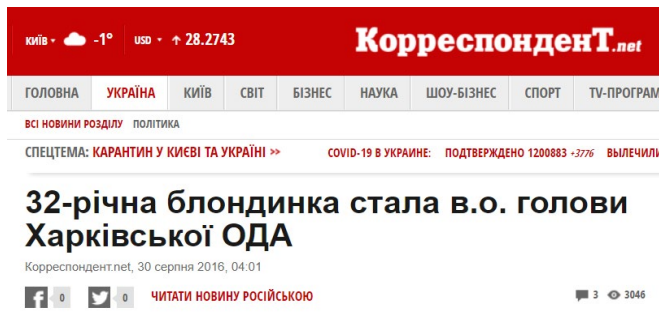 КИЇВ -1° USD ↑ 28.2743 КорреспонденТ.net
ГОЛОВНА УКРАЇНА КИЇВ СВІТ БІЗНЕС НАУКА ШОУ-БІЗНЕС СПОРТ TV-ПРОГРАМ
ВСІ НОВИНИ РОЗДІЛУ ПОЛІТИКА
СПЕЦТЕМА: КАРАНТИН У КИЄВІ ТА УКРАЇНІ >> COVID-19 В УКРАИНЕ: ПОДТВЕРЖДЕНО 1200883 +3776 ВЫЛЕЧИЛИ
32-річна блондинка стала в.о. голови
Харківської ОДА
Корреспондент.net, 30 серпня 2016, 04:01
f 0 0 ЧИТАТИ НОВИНУ РОСІЙСЬКОЮ 3 3046